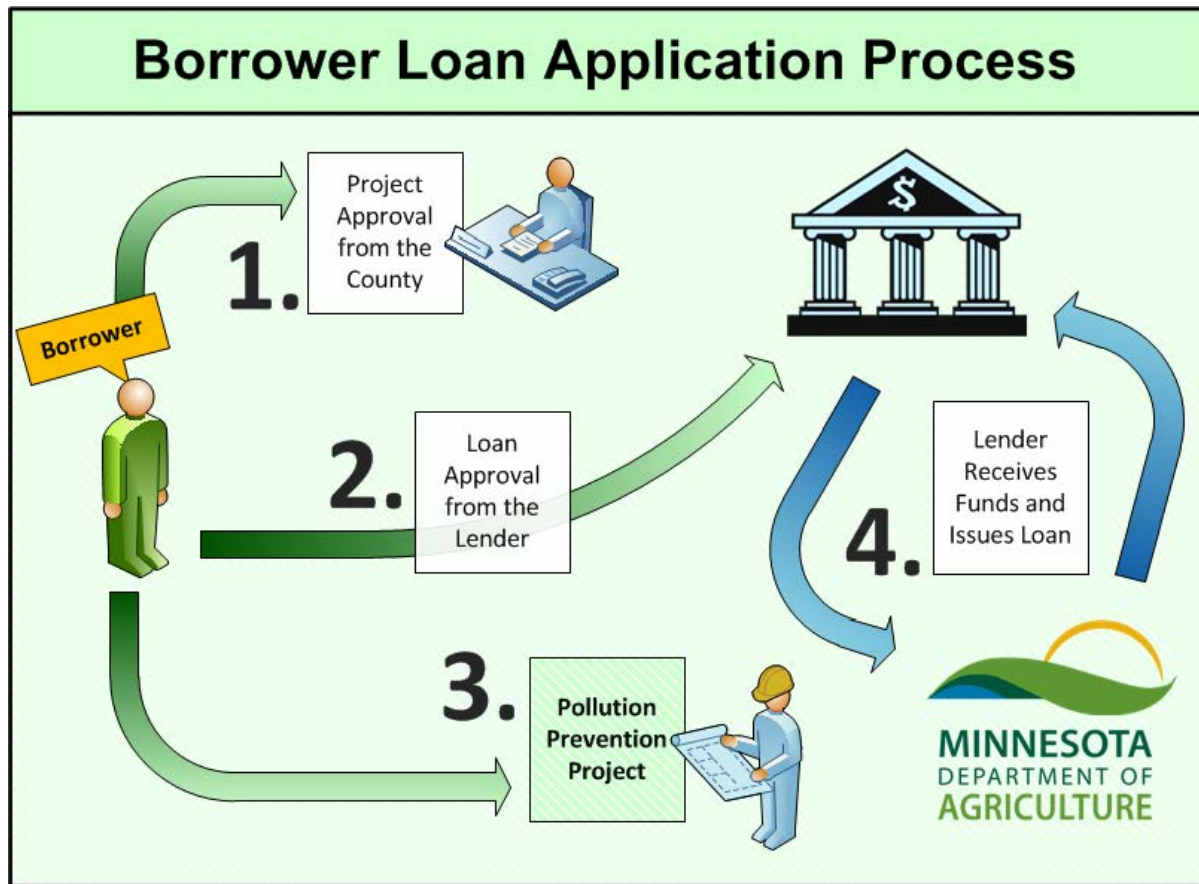 Borrower Loan Application Process
Borrower
1.
Project
Approval
from the
County
2.
Loan
Approval
from the
Lender
3.
Pollution
Prevention
Project
$
4.
Lender
Receives
Funds and
Issues Loan
MINNESOTA
DEPARTMENT OF
AGRICULTURE